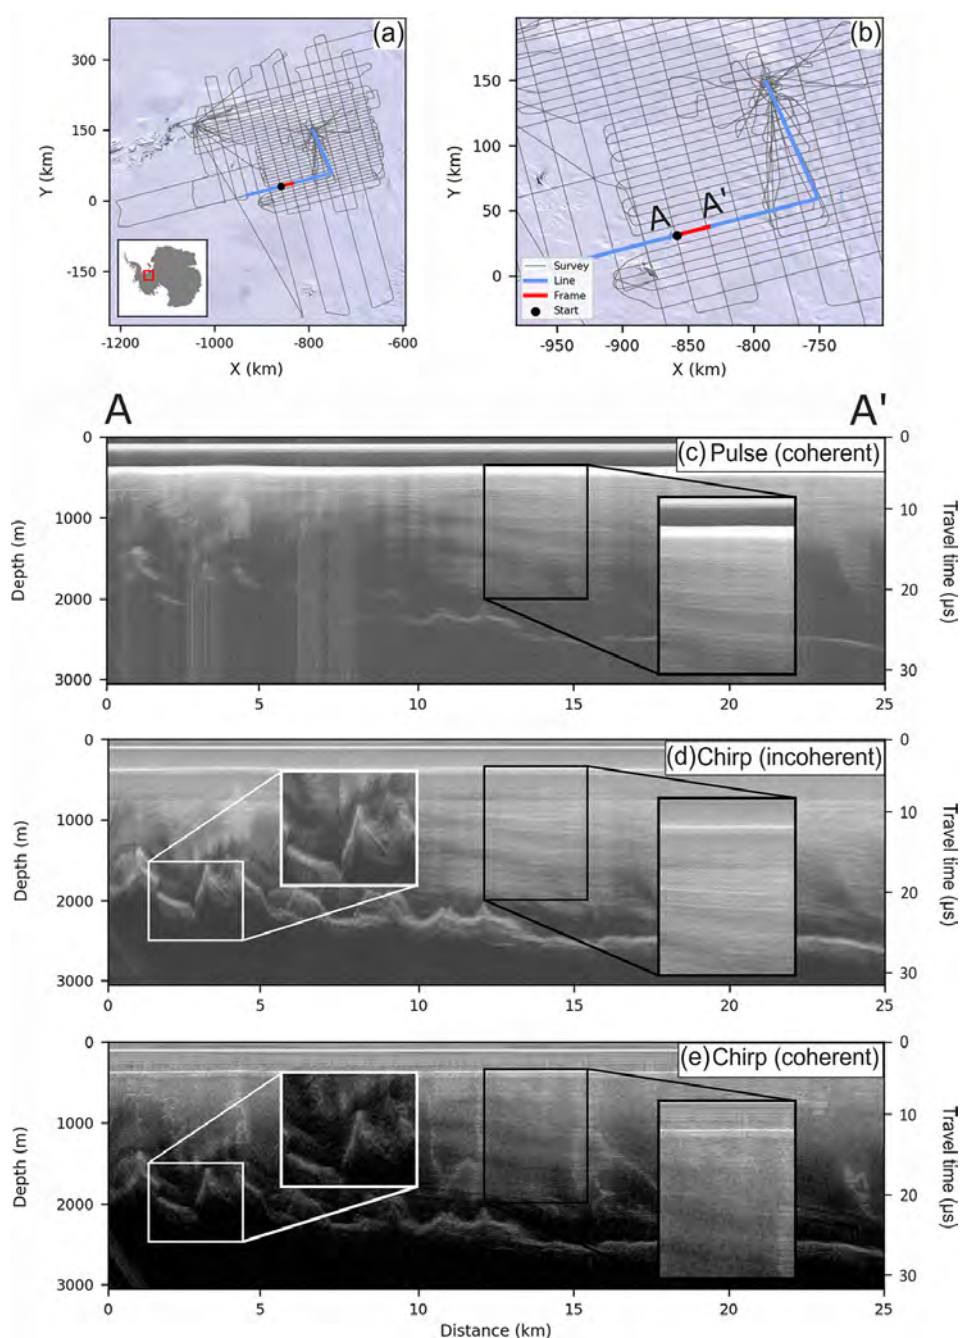 (a)
300
150
0
-150
Y (km)
-1200
-1000
-800
-600
X (km)
(b)
150
100
50
0
Y (km)
A
A'
Survey
Line
Frame
Start
-950
-900
-850
-800
-750
X (km)
A
A'
(c) Pulse (coherent)
0
1000
2000
3000
Depth (m)
0
10
20
30
Travel time (µs)
0
5
10
15
20
25
(d) Chirp (incoherent)
0
1000
2000
3000
Depth (m)
0
10
20
30
Travel time (µs)
0
5
10
15
20
25
(e) Chirp (coherent)
0
1000
2000
3000
Depth (m)
0
10
20
30
Travel time (µs)
0
5
10
15
20
25
Distance (km)